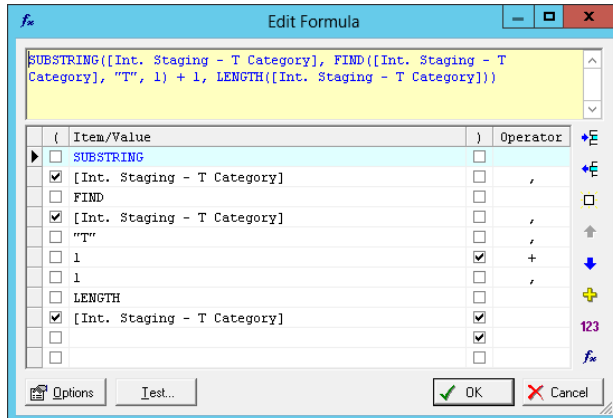 fx
Edit Formula
SUBSTRING([Int. Staging - T Category], FIND([Int. Staging - T
Category], "T", 1) + 1, LENGTH([Int. Staging - T Category]))
( Item/Value ) Operator
SUBSTRING
[Int. Staging - T Category] ,
FIND
[Int. Staging - T Category] ,
"T" ,
1 +
1 ,
LENGTH
[Int. Staging - T Category]
123
fx
Options Test... OK Cancel